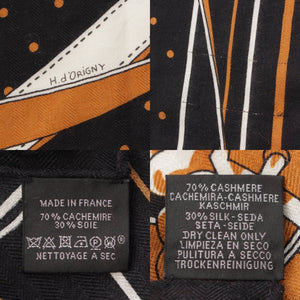 H. d'ORIGNY
MADE IN FRANCE
70% CACHEMIRE
30% SOIE
NETTOYAGE A SEC
70% CASHMERE
CACHEMIRA-CASHMERE
KASCHMIR
30% SILK-SEDA
SETA-SEIDE
DRY CLEAN ONLY
LIMPIEZA EN SECO
PULITURA A SECCO
TROCKENREINIGUNG